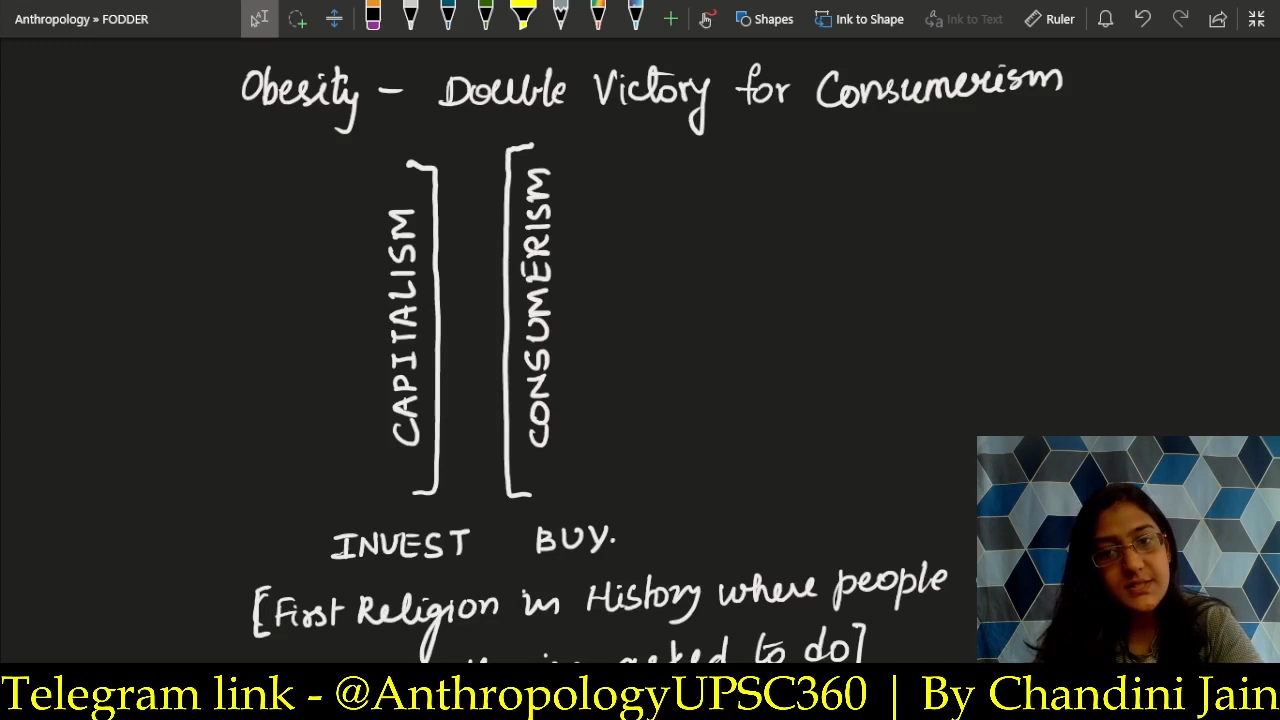 Anthropology » FODDER
Shapes
Ink to Shape
Ink to Text
Ruler
Obesity – Double Victory for Consumerism
CAPITALISM
CONSUMERISM
INVEST BUY.
[First Religion in History where people
asked to do]
Telegram link - @AnthropologyUPSC360 | By Chandini Jain